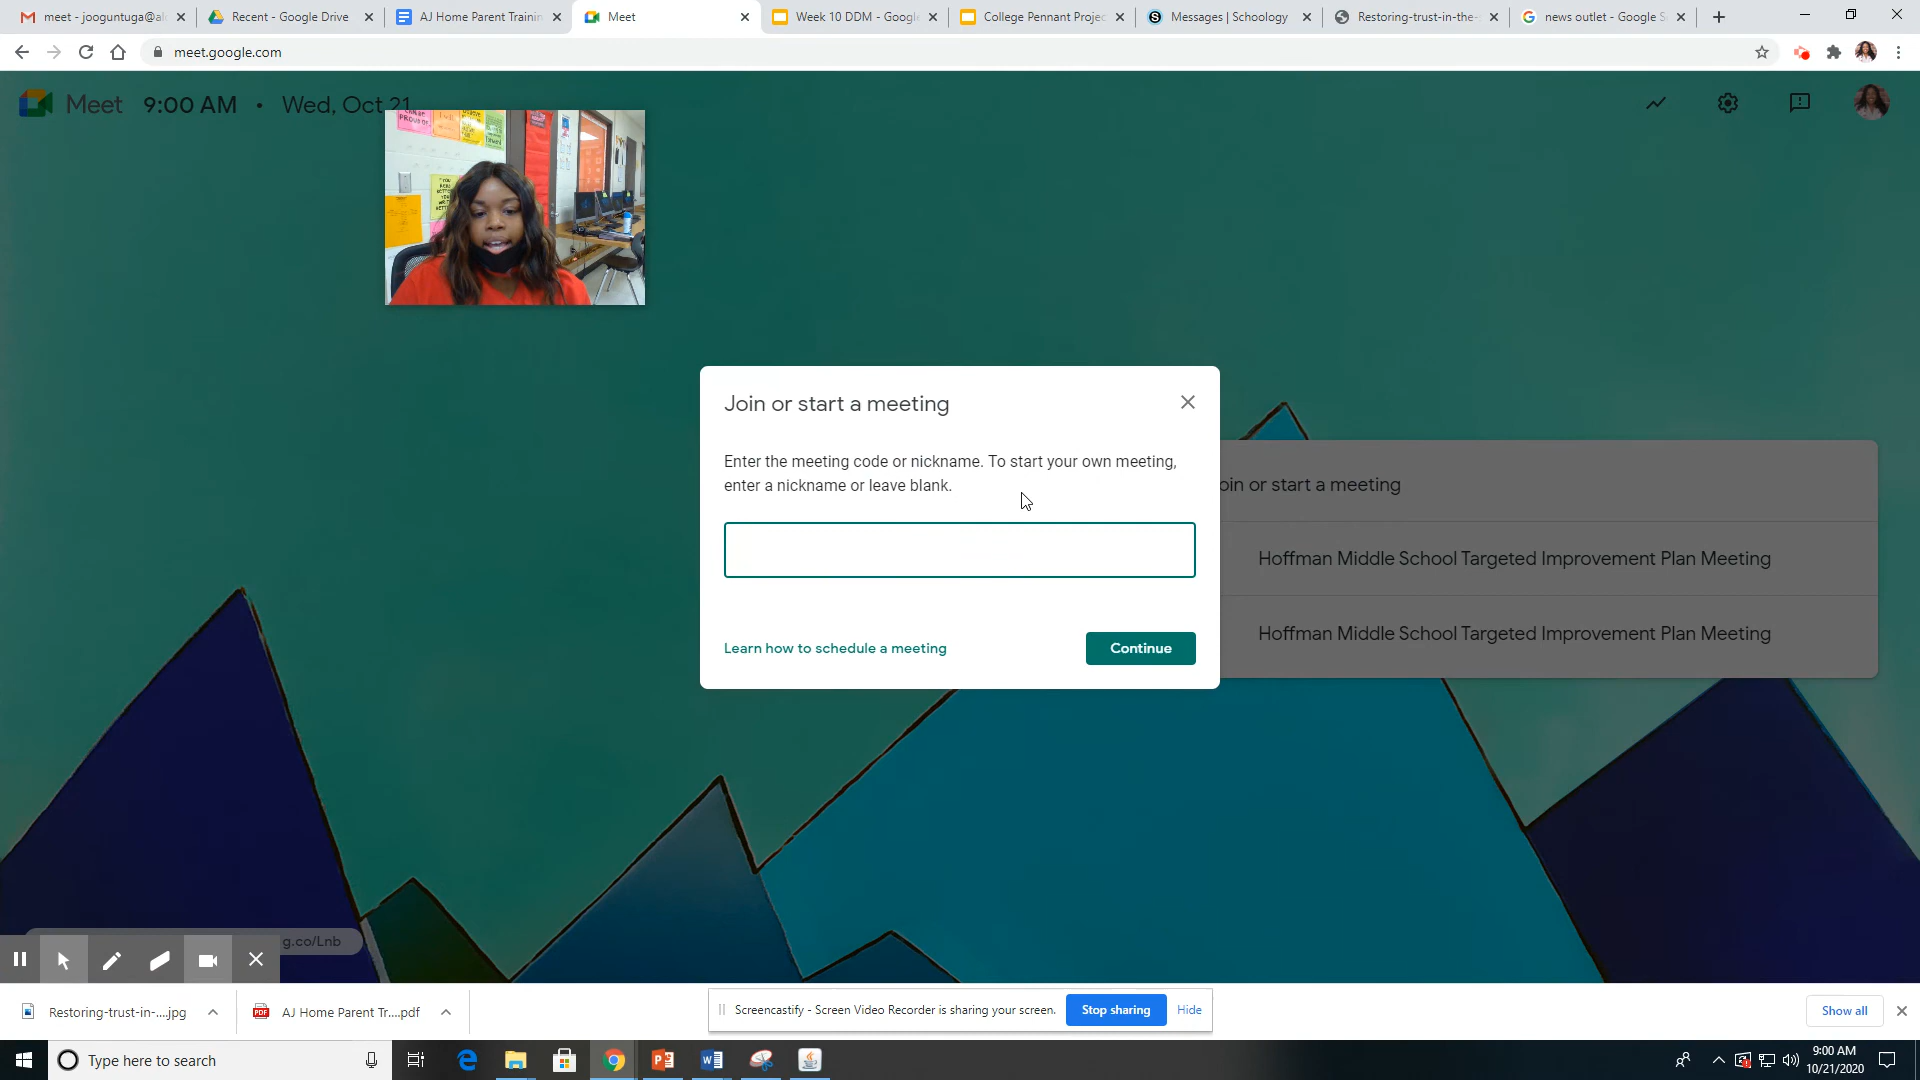 meet - jooguntuga@al
Recent - Google Drive
AJ Home Parent Trainin
Meet
Week 10 DDM - Google
College Pennant Projec
Messages | Schoology
Restoring-trust-in-the-
news outlet - Google S
meet.google.com
Meet 9:00 AM • Wed, Oct 21
Join or start a meeting
Enter the meeting code or nickname. To start your own meeting,
enter a nickname or leave blank.
Learn how to schedule a meeting
Continue
oin or start a meeting
Hoffman Middle School Targeted Improvement Plan Meeting
Hoffman Middle School Targeted Improvement Plan Meeting
g.co/Lnb
Restoring-trust-in-....jpg
PDF
AJ Home Parent Tr....pdf
Screencastify - Screen Video Recorder is sharing your screen.
Stop sharing
Hide
Show all
Type here to search
9:00 AM
10/21/2020